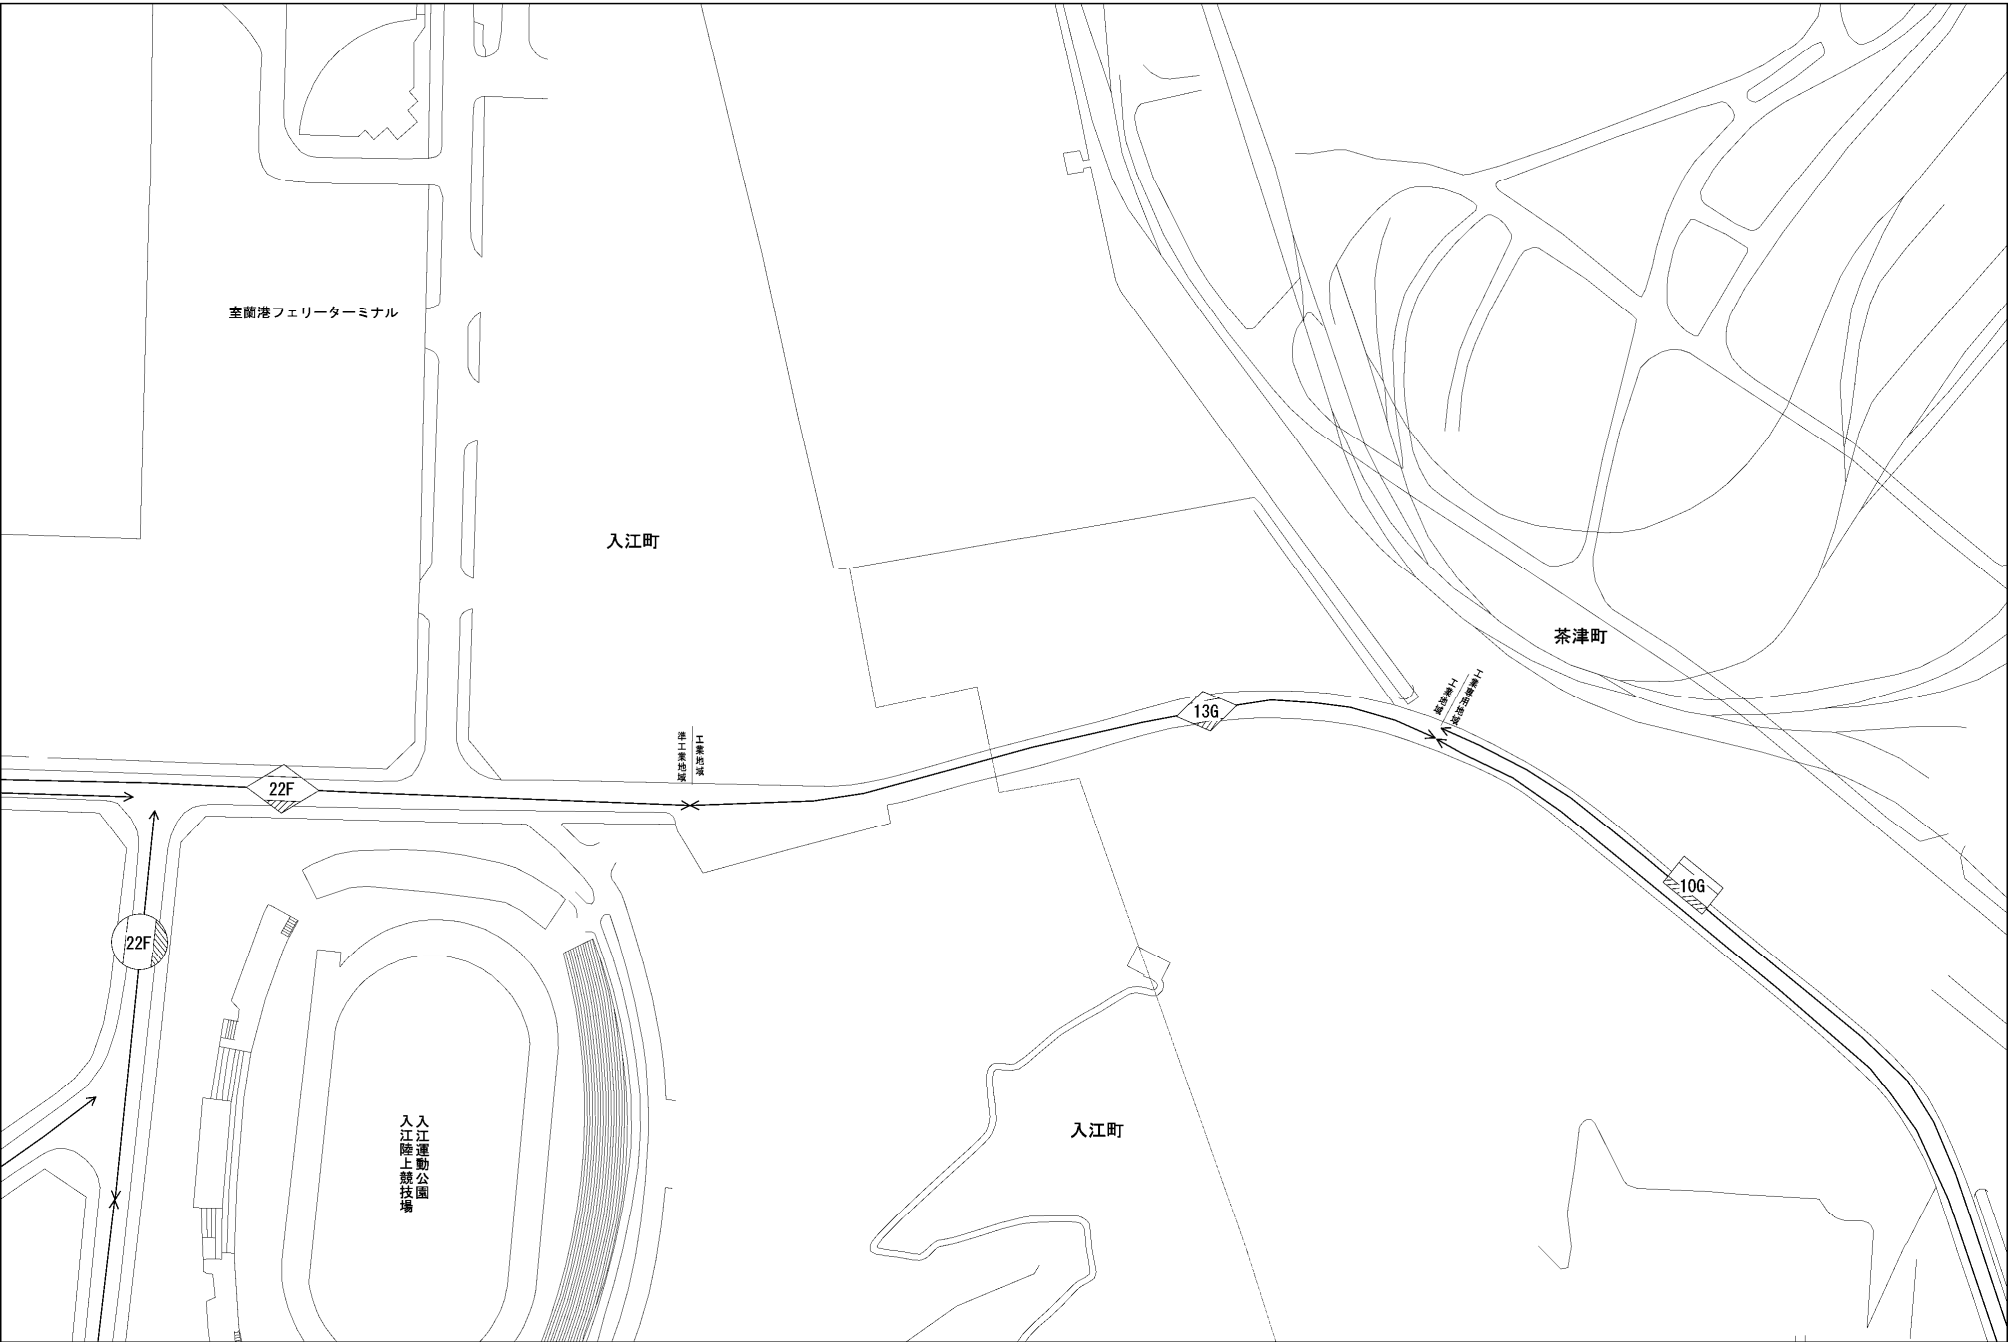 室蘭港フェリーターミナル
入江町
茶津町
工業専用地域
工業地域
13G
工業地域
準工業地域
22F
10G
22F
入江運動公園
入江陸上競技場
入江町